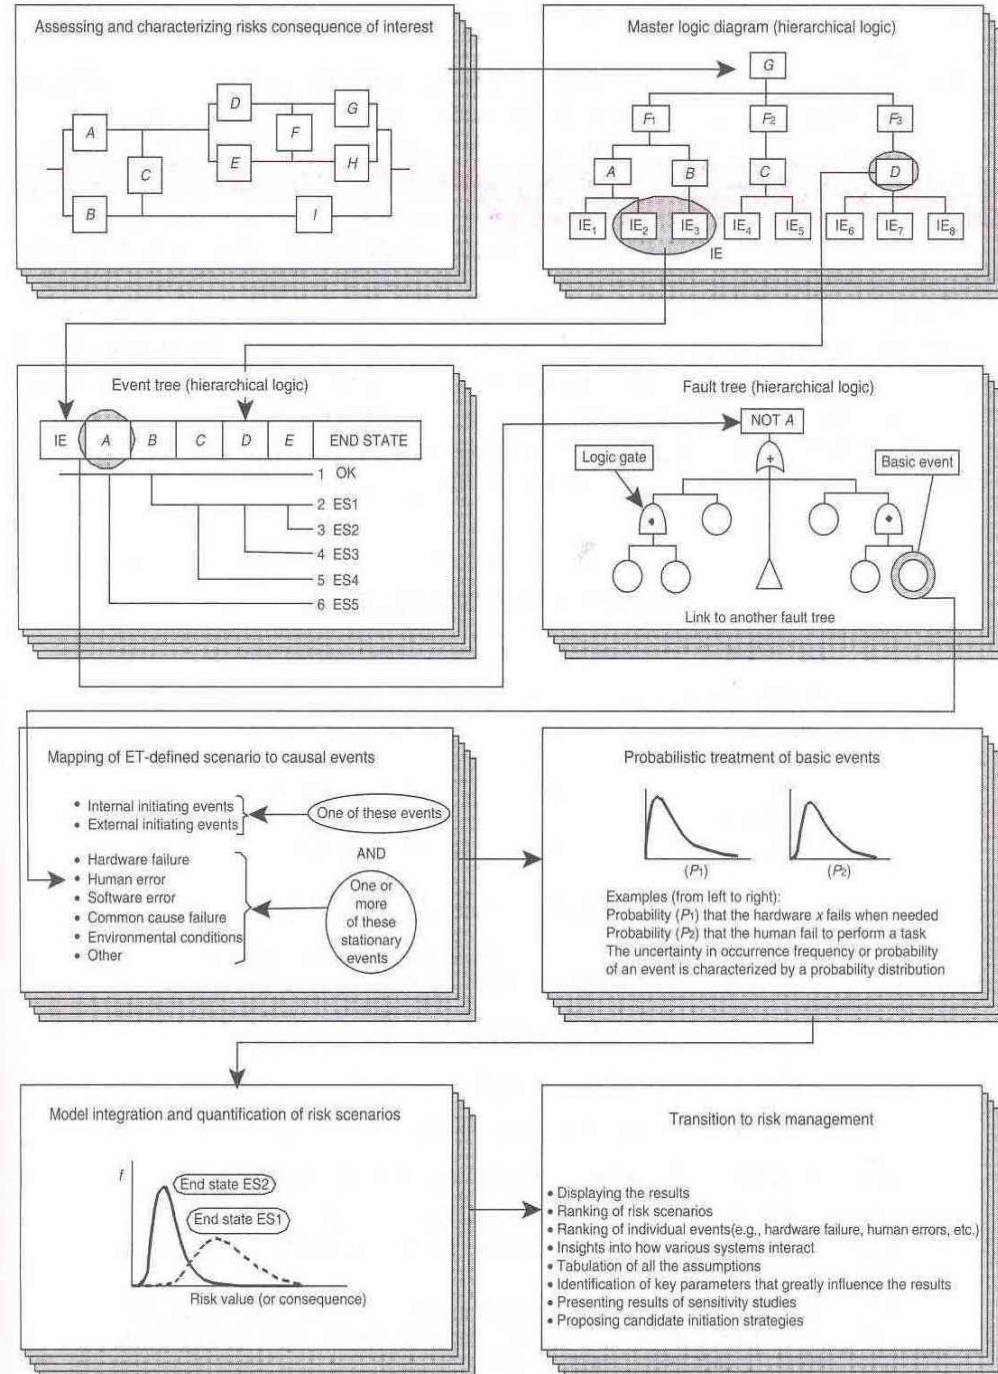 Assessing and characterizing risks consequence of interest
A
B
C
D
E
F
G
H
I
Master logic diagram (hierarchical logic)
G
F1 F2 F3
A B C D
IE1 IE2 IE3 IE4 IE5 IE6 IE7 IE8
IE
Event tree (hierarchical logic)
IE A B C D E END STATE
1 OK
2 ES1
3 ES2
4 ES3
5 ES4
6 ES5
Fault tree (hierarchical logic)
NOT A
Logic gate
+
Basic event
Link to another fault tree
Mapping of ET-defined scenario to causal events
• Internal initiating events
• External initiating events
One of these events
AND
• Hardware failure
• Human error
• Software error
• Common cause failure
• Environmental conditions
• Other
One or
more
of these
stationary
events
Probabilistic treatment of basic events
(P1) (P2)
Examples (from left to right):
Probability (P1) that the hardware x fails when needed
Probability (P2) that the human fail to perform a task
The uncertainty in occurrence frequency or probability
of an event is characterized by a probability distribution
Model integration and quantification of risk scenarios
f
End state ES2
End state ES1
Risk value (or consequence)
Transition to risk management
• Displaying the results
• Ranking of risk scenarios
• Ranking of individual events(e.g., hardware failure, human errors, etc.)
• Insights into how various systems interact
• Tabulation of all the assumptions
• Identification of key parameters that greatly influence the results
• Presenting results of sensitivity studies
• Proposing candidate initiation strategies